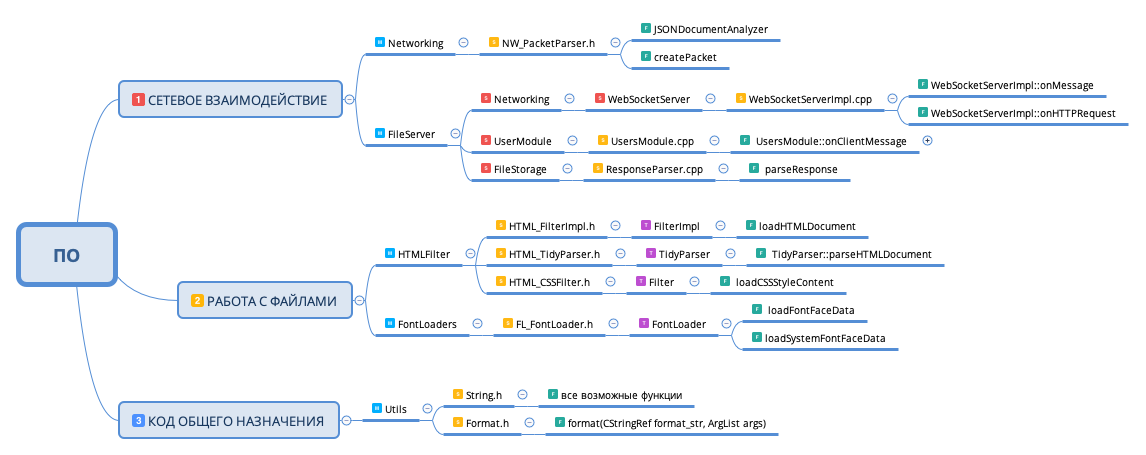 ПО
1 СЕТЕВОЕ ВЗАИМОДЕЙСТВИЕ
M Networking
S NW_PacketParser.h
F JSONDocumentAnalyzer
F createPacket
M FileServer
S Networking
S WebSocketServer
S WebSocketServerImpl.cpp
F WebSocketServerImpl::onMessage
F WebSocketServerImpl::onHTTPRequest
S UserModule
S UsersModule.cpp
F UsersModule::onClientMessage
S FileStorage
S ResponseParser.cpp
F parseResponse
2 РАБОТА С ФАЙЛАМИ
M HTMLFilter
S HTML_FilterImpl.h
T FilterImpl
F loadHTMLDocument
S HTML_TidyParser.h
T TidyParser
F TidyParser::parseHTMLDocument
S HTML_CSSFilter.h
T Filter
F loadCSSStyleContent
M FontLoaders
S FL_FontLoader.h
T FontLoader
F loadFontFaceData
F loadSystemFontFaceData
3 КОД ОБЩЕГО НАЗНАЧЕНИЯ
M Utils
S String.h
F все возможные функции
S Format.h
F format(CStringRef format_str, ArgList args)